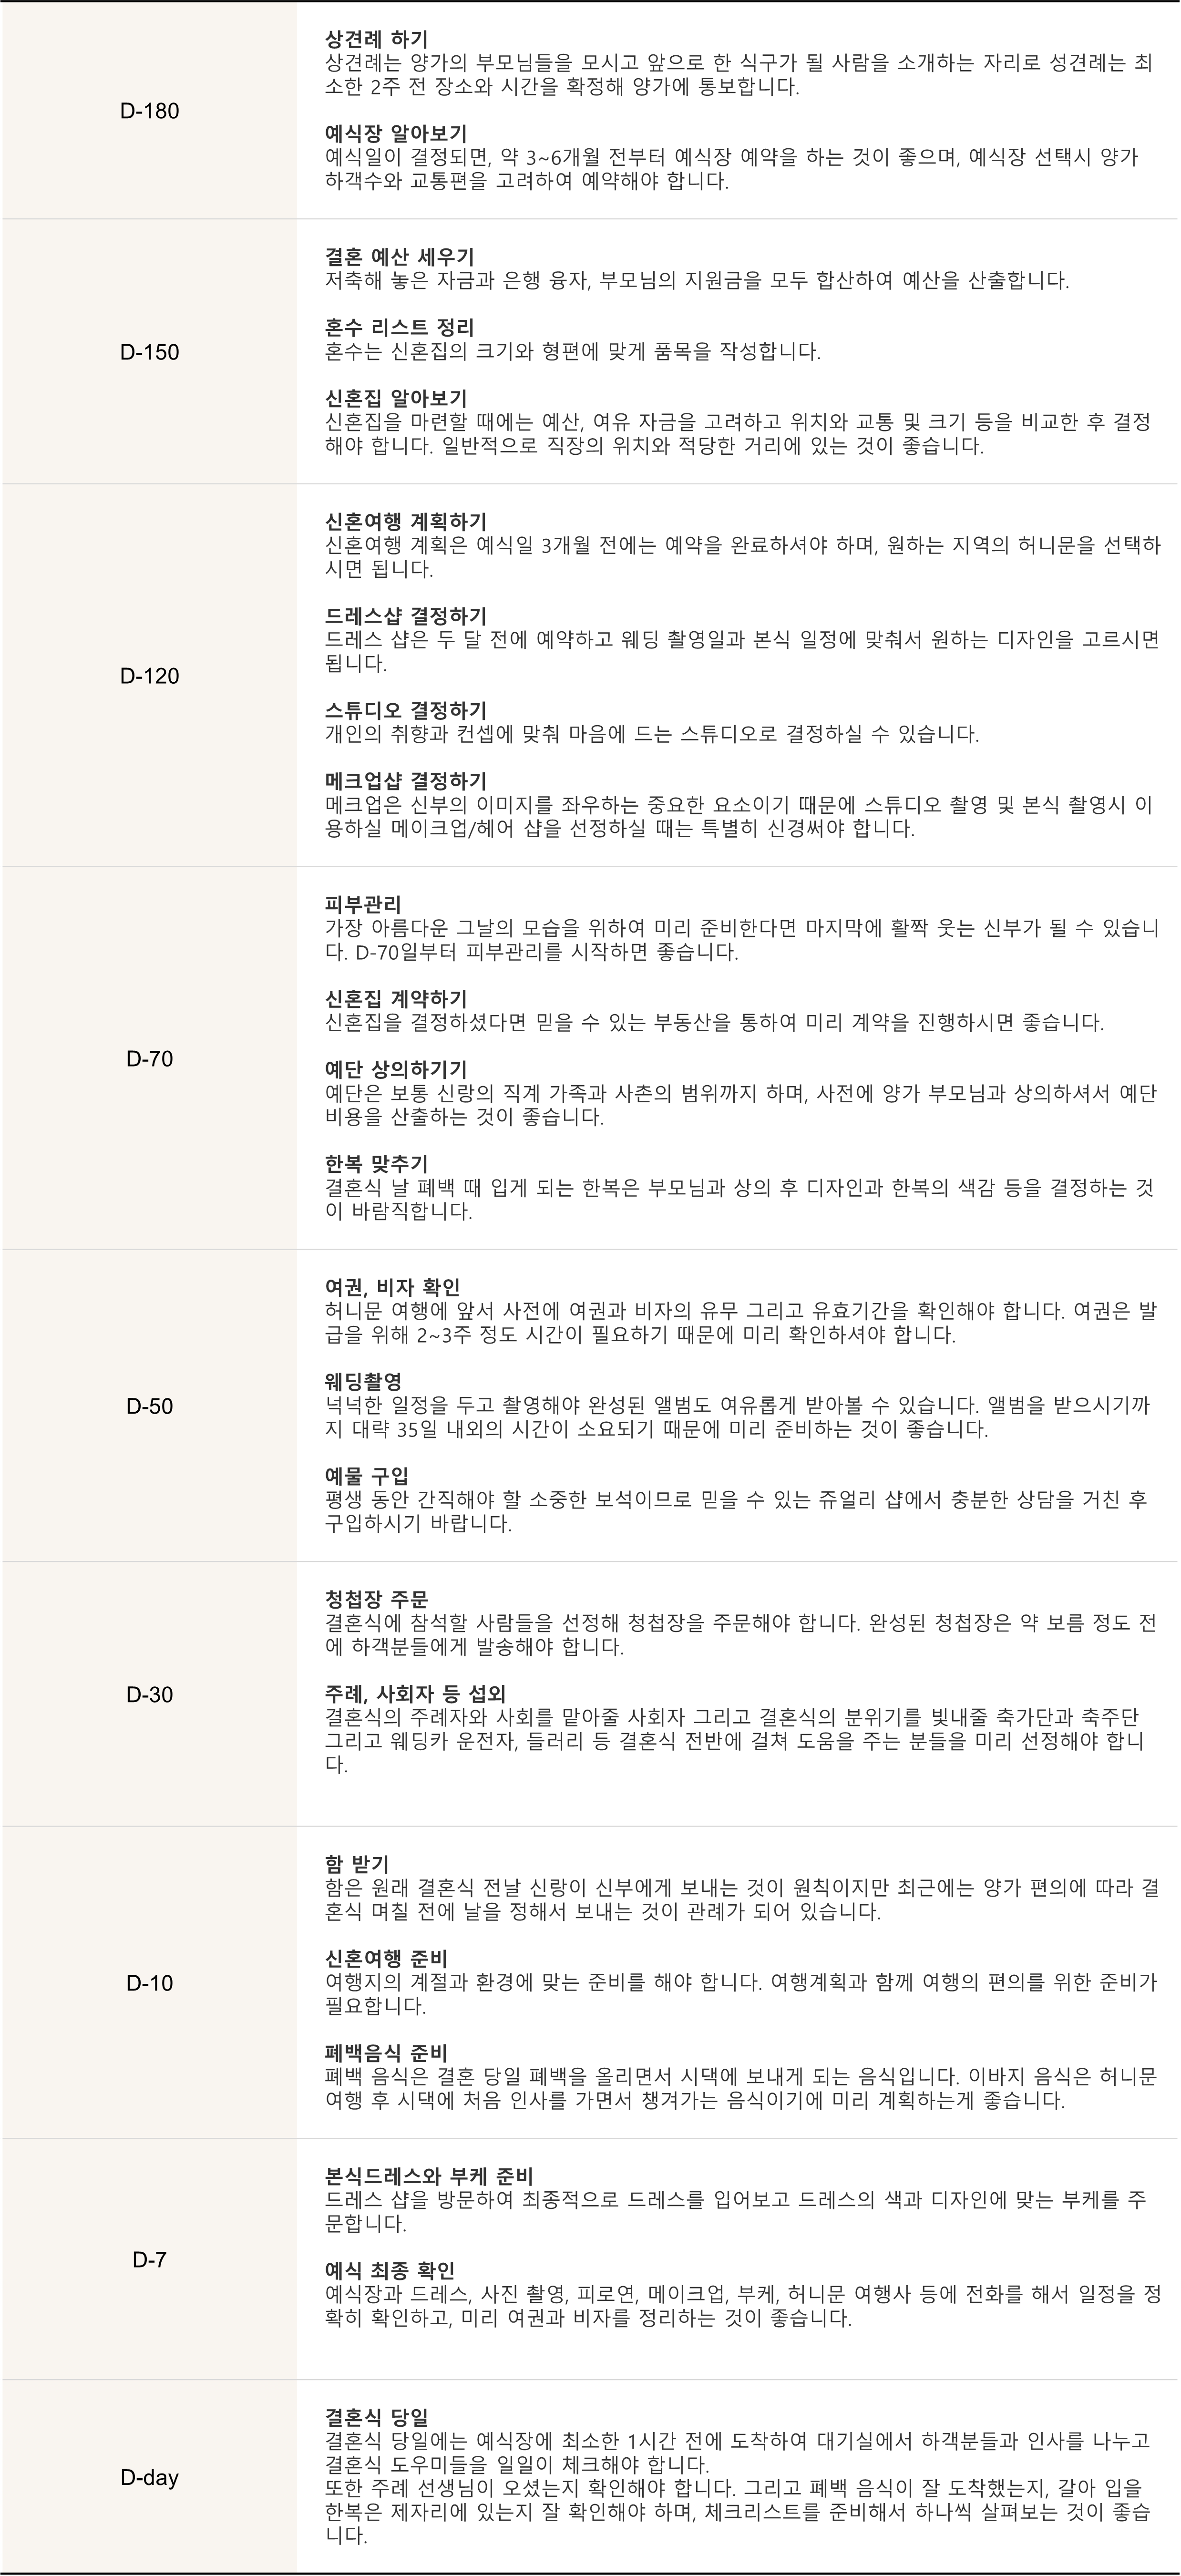 D-180
상견례 하기
상견례는 양가의 부모님들을 모시고 앞으로 한 식구가 될 사람을 소개하는 자리로 성견례는 최
소한 2주 전 장소와 시간을 확정해 양가에 통보합니다.
예식장 알아보기
예식일이 결정되면, 약 3~6개월 전부터 예식장 예약을 하는 것이 좋으며, 예식장 선택시 양가
하객수와 교통편을 고려하여 예약해야 합니다.
D-150
결혼 예산 세우기
저축해 놓은 자금과 은행 융자, 부모님의 지원금을 모두 합산하여 예산을 산출합니다.
혼수 리스트 정리
혼수는 신혼집의 크기와 형편에 맞게 품목을 작성합니다.
신혼집 알아보기
신혼집을 마련할 때에는 예산, 여유 자금을 고려하고 위치와 교통 및 크기 등을 비교한 후 결정
해야 합니다. 일반적으로 직장의 위치와 적당한 거리에 있는 것이 좋습니다.
D-120
신혼여행 계획하기
신혼여행 계획은 예식일 3개월 전에는 예약을 완료하셔야 하며, 원하는 지역의 허니문을 선택하
시면 됩니다.
드레스샵 결정하기
드레스 샵은 두 달 전에 예약하고 웨딩 촬영일과 본식 일정에 맞춰서 원하는 디자인을 고르시면
됩니다.
스튜디오 결정하기
개인의 취향과 컨셉에 맞춰 마음에 드는 스튜디오로 결정하실 수 있습니다.
메크업샵 결정하기
메크업은 신부의 이미지를 좌우하는 중요한 요소이기 때문에 스튜디오 촬영 및 본식 촬영시 이
용하실 메이크업/헤어 샵을 선정하실 때는 특별히 신경써야 합니다.
D-70
피부관리
가장 아름다운 그날의 모습을 위하여 미리 준비한다면 마지막에 활짝 웃는 신부가 될 수 있습니
다. D-70일부터 피부관리를 시작하면 좋습니다.
신혼집 계약하기
신혼집을 결정하셨다면 믿을 수 있는 부동산을 통하여 미리 계약을 진행하시면 좋습니다.
예단 상의하기기
예단은 보통 신랑의 직계 가족과 사촌의 범위까지 하며, 사전에 양가 부모님과 상의하셔서 예단
비용을 산출하는 것이 좋습니다.
한복 맞추기
결혼식 날 폐백 때 입게 되는 한복은 부모님과 상의 후 디자인과 한복의 색감 등을 결정하는 것
이 바람직합니다.
D-50
여권, 비자 확인
허니문 여행에 앞서 사전에 여권과 비자의 유무 그리고 유효기간을 확인해야 합니다. 여권은 발
급을 위해 2~3주 정도 시간이 필요하기 때문에 미리 확인하셔야 합니다.
웨딩촬영
넉넉한 일정을 두고 촬영해야 완성된 앨범도 여유롭게 받아볼 수 있습니다. 앨범을 받으시기까
지 대략 35일 내외의 시간이 소요되기 때문에 미리 준비하는 것이 좋습니다.
예물 구입
평생 동안 간직해야 할 소중한 보석이므로 믿을 수 있는 쥬얼리 샵에서 충분한 상담을 거친 후
구입하시기 바랍니다.
D-30
청첩장 주문
결혼식에 참석할 사람들을 선정해 청첩장을 주문해야 합니다. 완성된 청첩장은 약 보름 정도 전
에 하객분들에게 발송해야 합니다.
주례, 사회자 등 섭외
결혼식의 주례자와 사회를 맡아줄 사회자 그리고 결혼식의 분위기를 빛내줄 축가단과 축주단
그리고 웨딩카 운전자, 들러리 등 결혼식 전반에 걸쳐 도움을 주는 분들을 미리 선정해야 합니
다.
D-10
함 받기
함은 원래 결혼식 전날 신랑이 신부에게 보내는 것이 원칙이지만 최근에는 양가 편의에 따라 결
혼식 며칠 전에 날을 정해서 보내는 것이 관례가 되어 있습니다.
신혼여행 준비
여행지의 계절과 환경에 맞는 준비를 해야 합니다. 여행계획과 함께 여행의 편의를 위한 준비가
필요합니다.
폐백음식 준비
폐백 음식은 결혼 당일 폐백을 올리면서 시댁에 보내게 되는 음식입니다. 이바지 음식은 허니문
여행 후 시댁에 처음 인사를 가면서 챙겨가는 음식이기에 미리 계획하는게 좋습니다.
D-7
본식드레스와 부케 준비
드레스 샵을 방문하여 최종적으로 드레스를 입어보고 드레스의 색과 디자인에 맞는 부케를 주
문합니다.
예식 최종 확인
예식장과 드레스, 사진 촬영, 피로연, 메이크업, 부케, 허니문 여행사 등에 전화를 해서 일정을 정
확히 확인하고, 미리 여권과 비자를 정리하는 것이 좋습니다.
D-day
결혼식 당일
결혼식 당일에는 예식장에 최소한 1시간 전에 도착하여 대기실에서 하객분들과 인사를 나누고
결혼식 도우미들을 일일이 체크해야 합니다.
또한 주례 선생님이 오셨는지 확인해야 합니다. 그리고 폐백 음식이 잘 도착했는지, 갈아 입을
한복은 제자리에 있는지 잘 확인해야 하며, 체크리스트를 준비해서 하나씩 살펴보는 것이 좋습
니다.